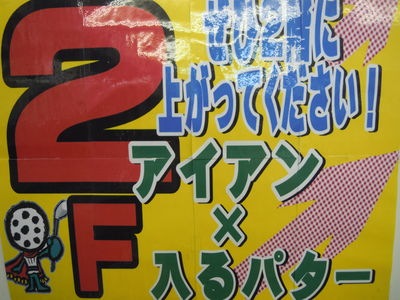 2F
ぜひ2階に
上がってください！
アイアン
×
入るパター